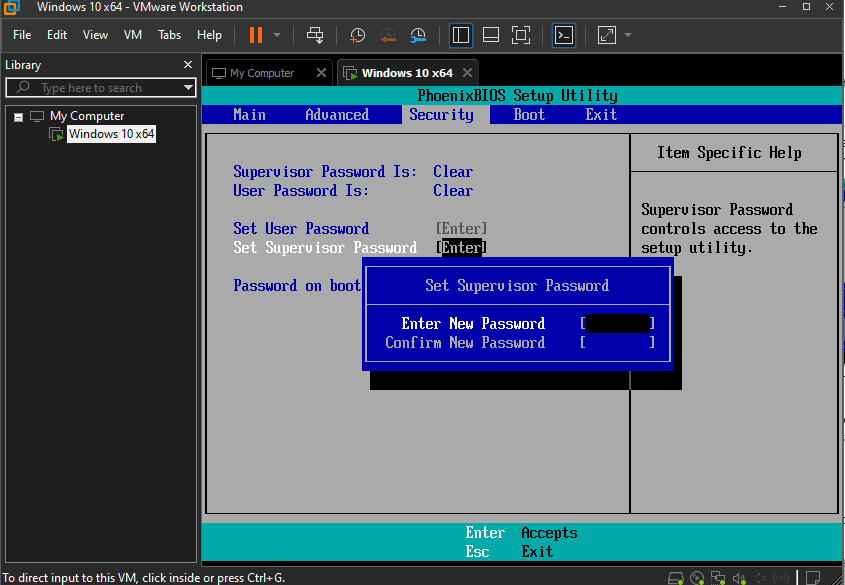 Windows 10 x64 - VMware Workstation
File Edit View VM Tabs Help
Library
Type here to search
My Computer
Windows 10 x64
My Computer
Windows 10 x64
PhoenixBIOS Setup Utility
Main Advanced Security Boot Exit
Supervisor Password Is: Clear
User Password Is: Clear
Set User Password [Enter]
Set Supervisor Password [Enter]
Password on boot
Set Supervisor Password
Enter New Password [ ]
Confirm New Password [ ]
Item Specific Help
Supervisor Password
controls access to the
setup utility.
Enter Accepts
Esc Exit
To direct input to this VM, click inside or press Ctrl+G.